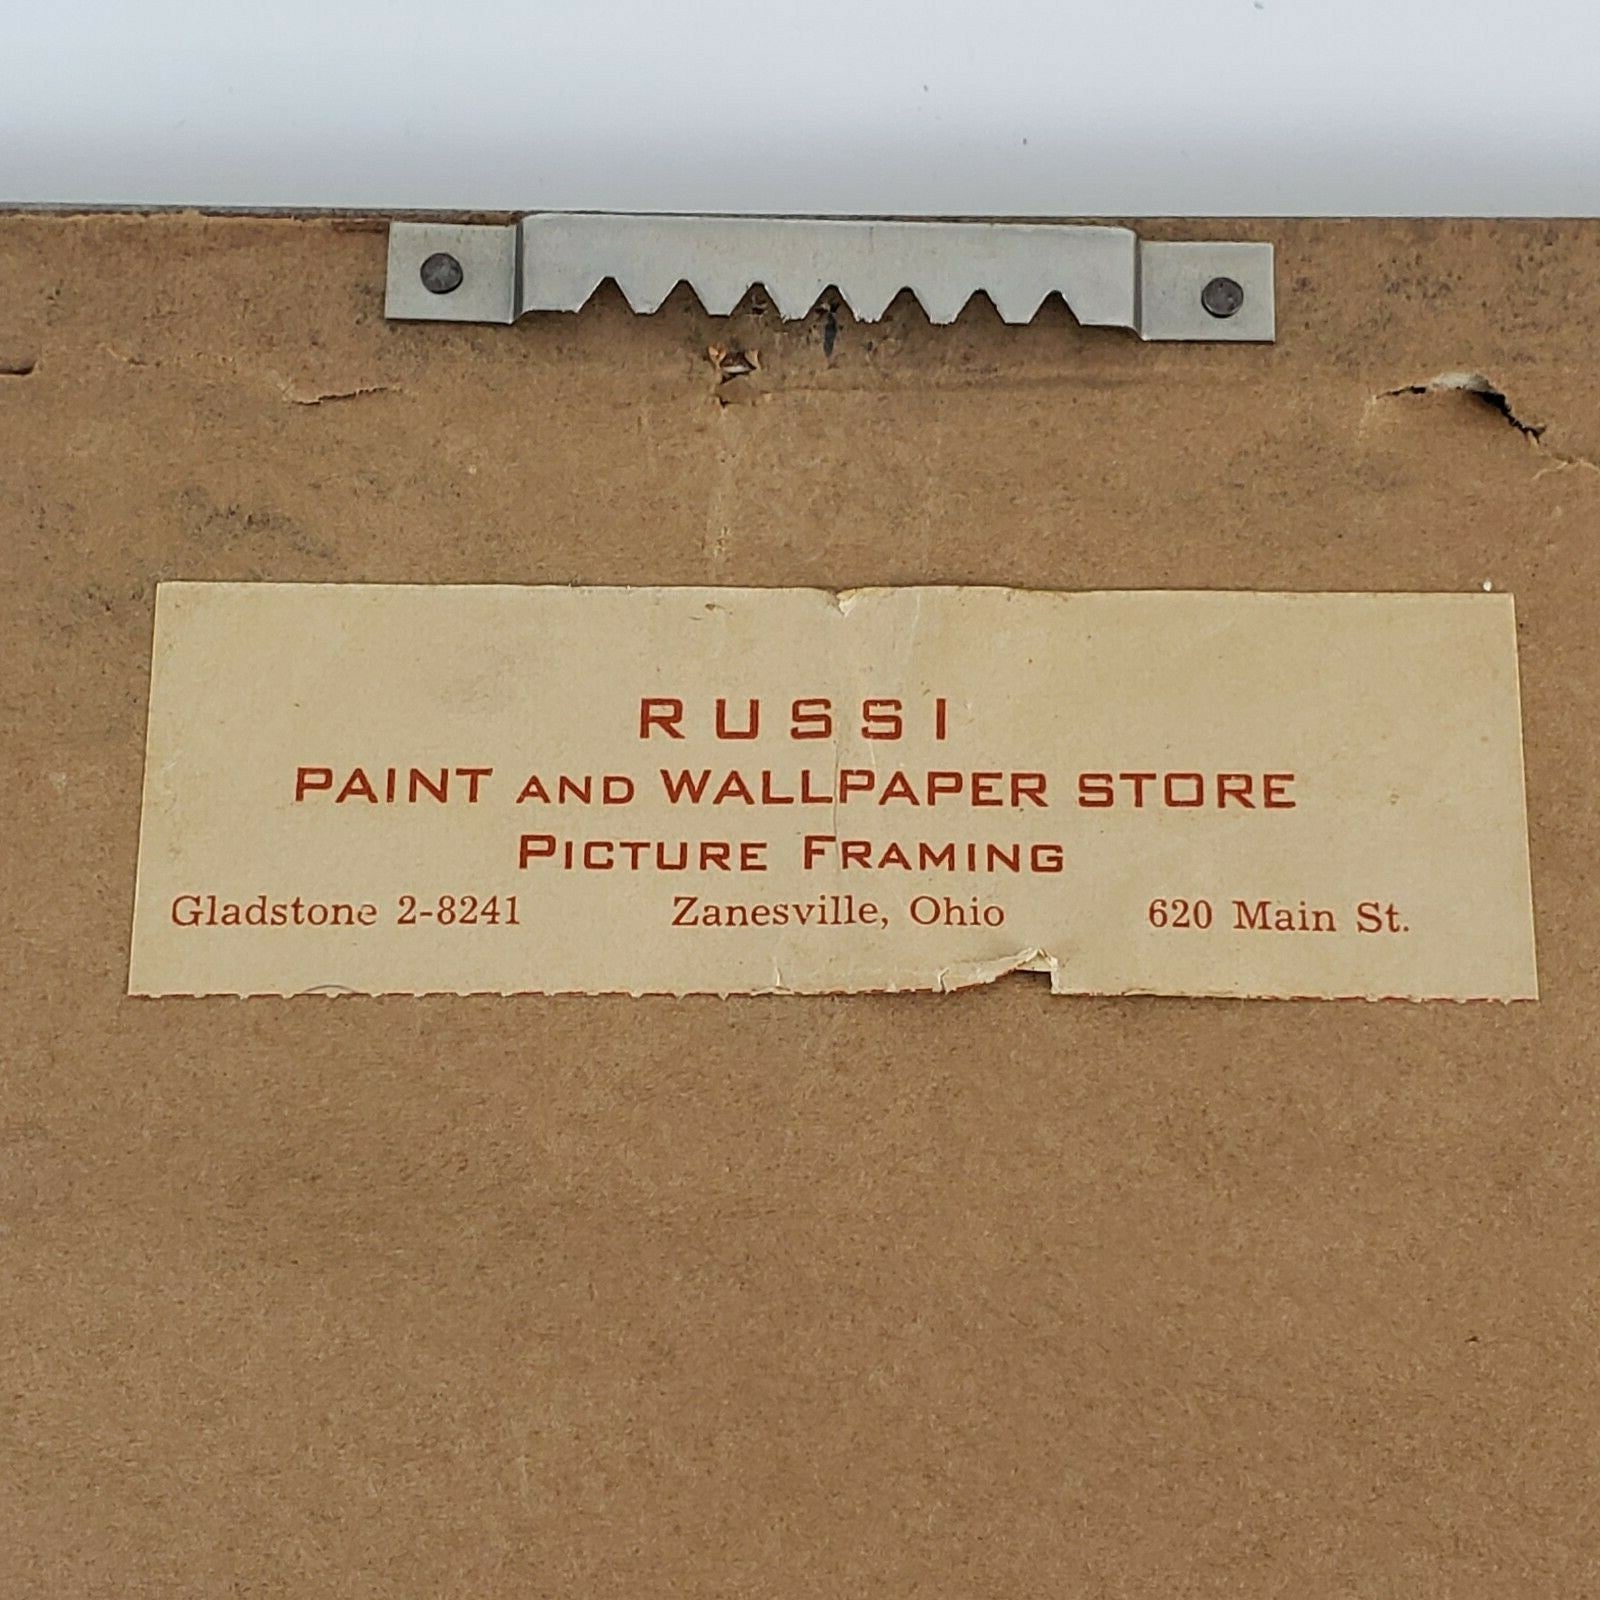 RUSSI
PAINT AND WALLPAPER STORE
PICTURE FRAMING
Gladstone 2-8241 Zanesville, Ohio 620 Main St.